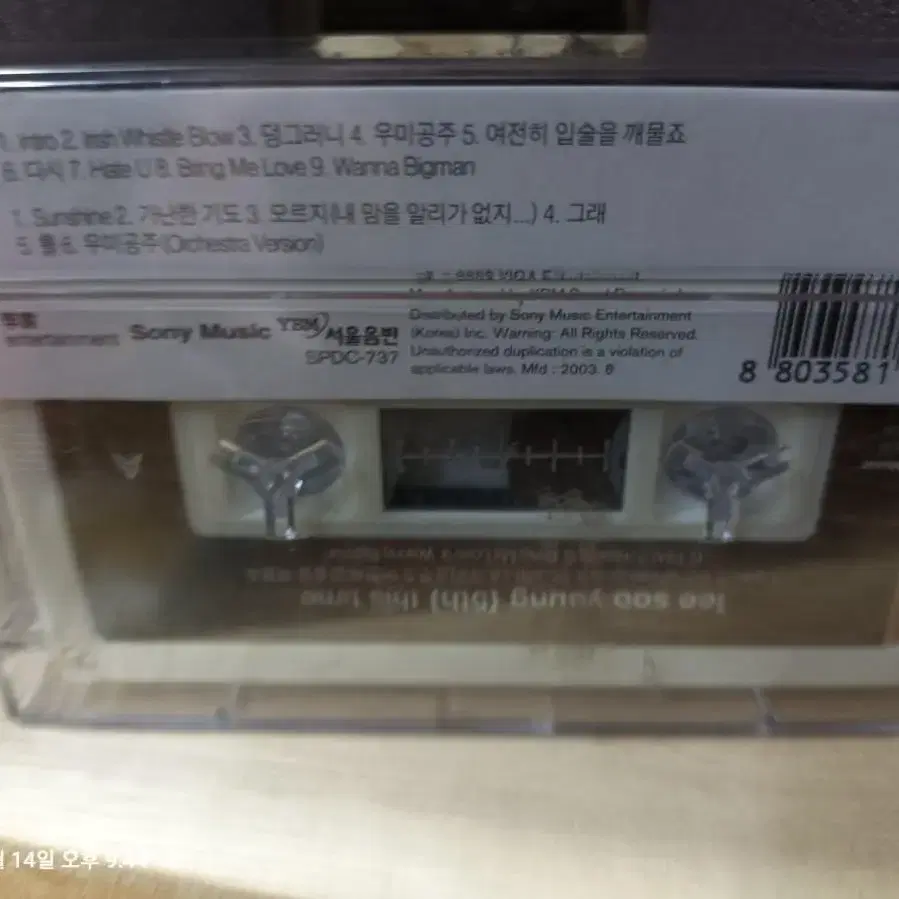 1. intro 2. Irish Whistle Blow 3. 덩그러니 4. 우미공주 5. 여전히 입술을 깨물죠
6. 다시 7. Hate U 8. Bring Me Love 9. Wanna Bigman
1. Sunshine 2. 가난한 기도 3. 모르지(내 맘을 알리가 없지...) 4. 그래
5. 틀 6. 우미공주(Orchestra Version)
entertainment Sony Music YBM 서울음반
SPDC-737
Distributed by Sony Music Entertainment
(Korea) Inc. Warning: All Rights Reserved.
Unauthorized duplication is a violation of
applicable laws. Mfd : 2003. 8
8 803581
lee soo young (5th) this time
14일 오후